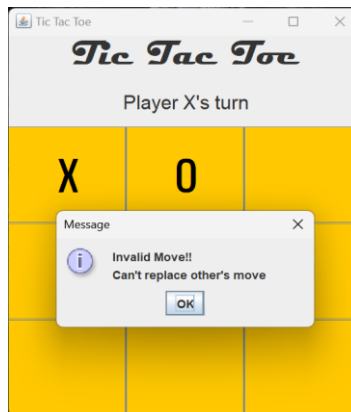 Tic Tac Toe
Tic Tac Toe
Player X's turn
X O
Message
Invalid Move!!
Can't replace other's move
OK